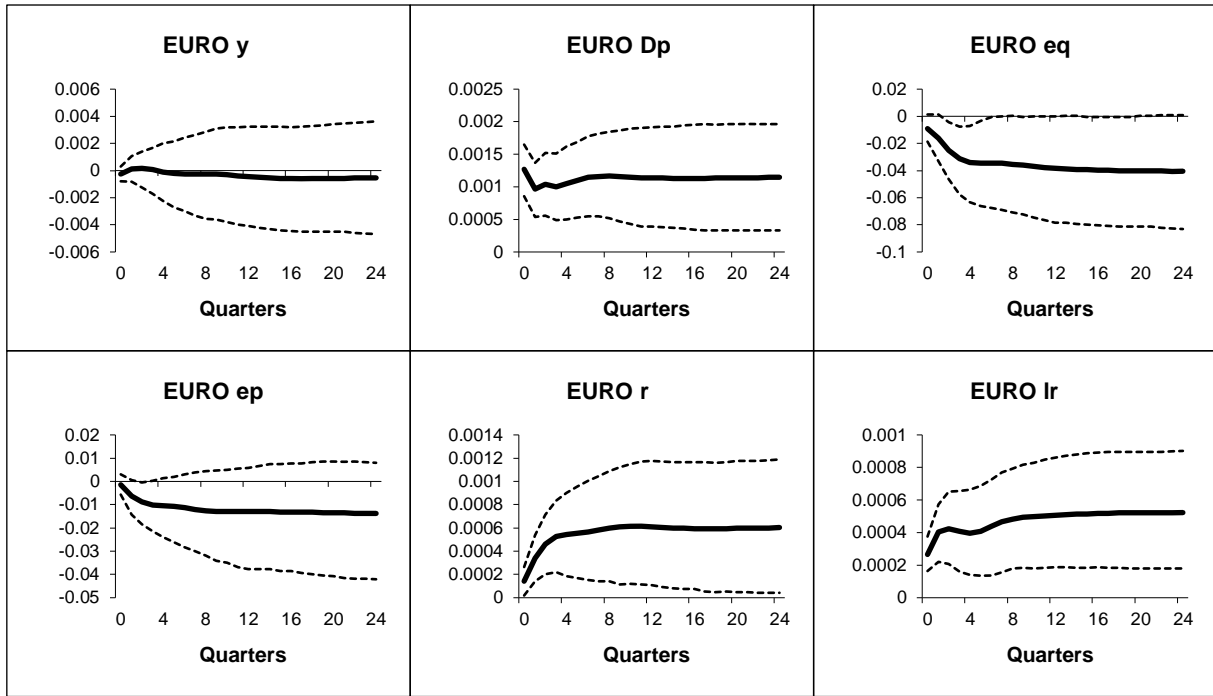 EURO y
0.006
0.004
0.002
0
-0.002
-0.004
-0.006
0 4 8 12 16 20 24
Quarters
EURO Dp
0.0025
0.002
0.0015
0.001
0.0005
0
0 4 8 12 16 20 24
Quarters
EURO eq
0.02
0
-0.02
-0.04
-0.06
-0.08
-0.1
0 4 8 12 16 20 24
Quarters
EURO ep
0.02
0.01
0
-0.01
-0.02
-0.03
-0.04
-0.05
0 4 8 12 16 20 24
Quarters
EURO r
0.0014
0.0012
0.001
0.0008
0.0006
0.0004
0.0002
0
0 4 8 12 16 20 24
Quarters
EURO lr
0.001
0.0008
0.0006
0.0004
0.0002
0
0 4 8 12 16 20 24
Quarters